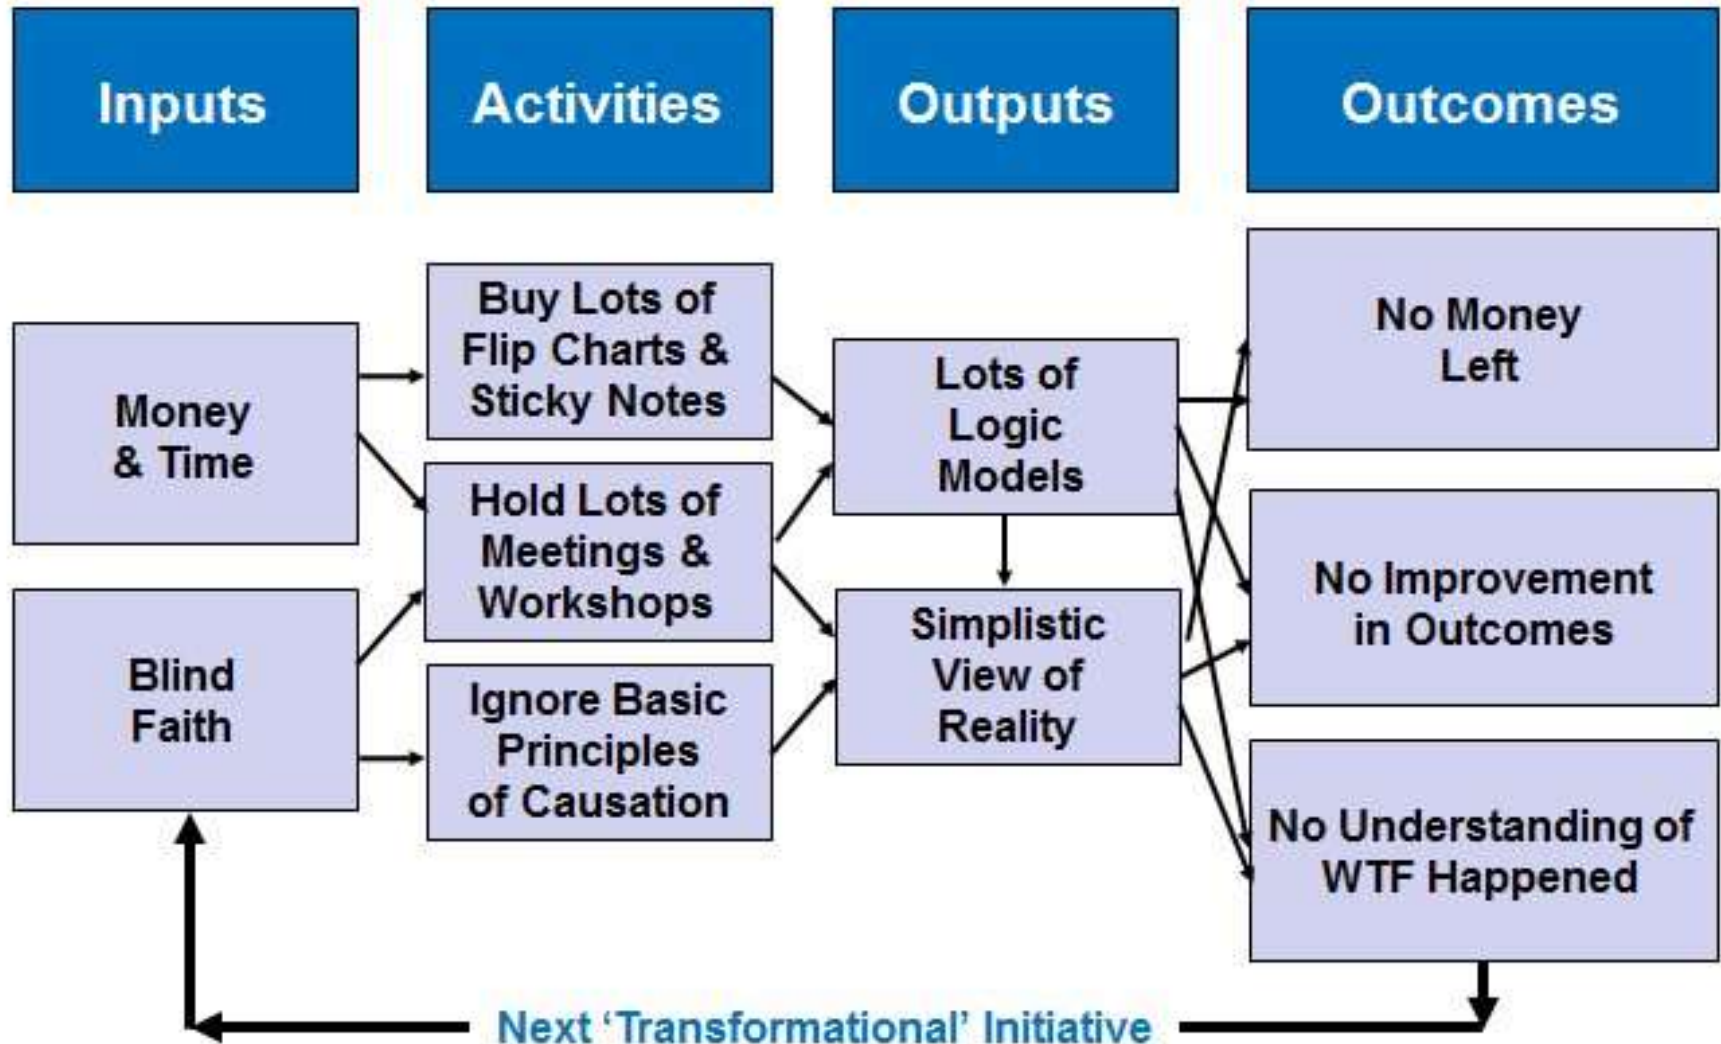 Inputs
Activities
Outputs
Outcomes
Money
& Time
Blind
Faith
Buy Lots of
Flip Charts &
Sticky Notes
Hold Lots of
Meetings &
Workshops
Ignore Basic
Principles
of Causation
Lots of
Logic
Models
Simplistic
View of
Reality
No Money
Left
No Improvement
in Outcomes
No Understanding of
WTF Happened
Next ‘Transformational’ Initiative